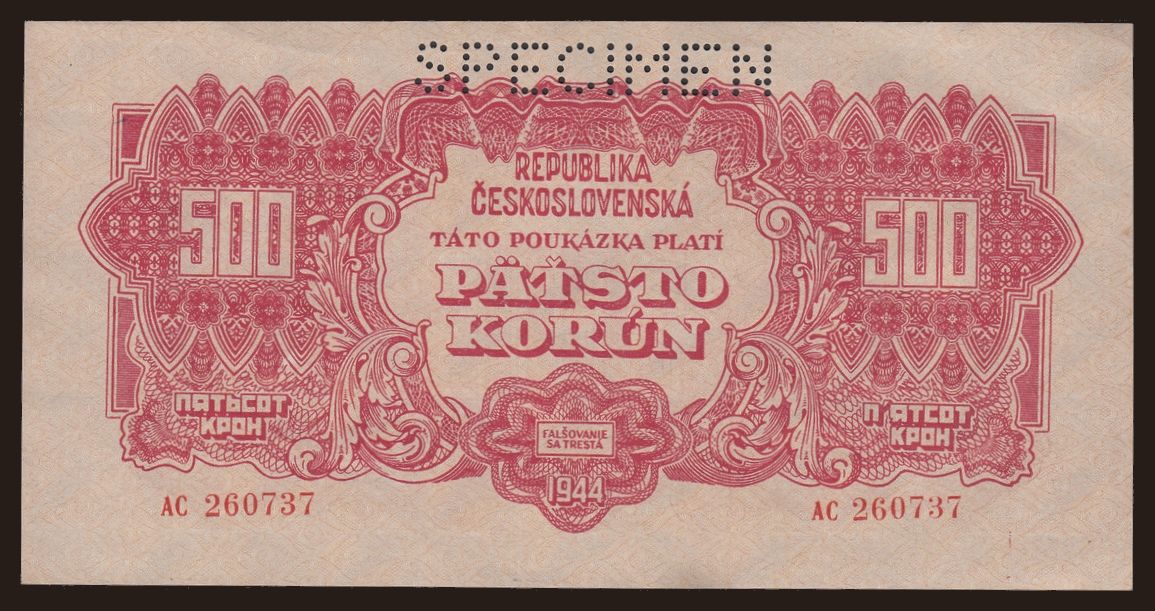 SPECIMEN
REPUBLIKA
ČESKOSLOVENSKÁ
TÁTO POUKÁZKA PLATÍ
PÄŤSTO
KORÚN
500
500
ПЯТЬСОТ
КРОН
П'ЯТСОТ
КРОН
FALŠOVANIE
SA TRESTÁ
1944
AC 260737
AC 260737